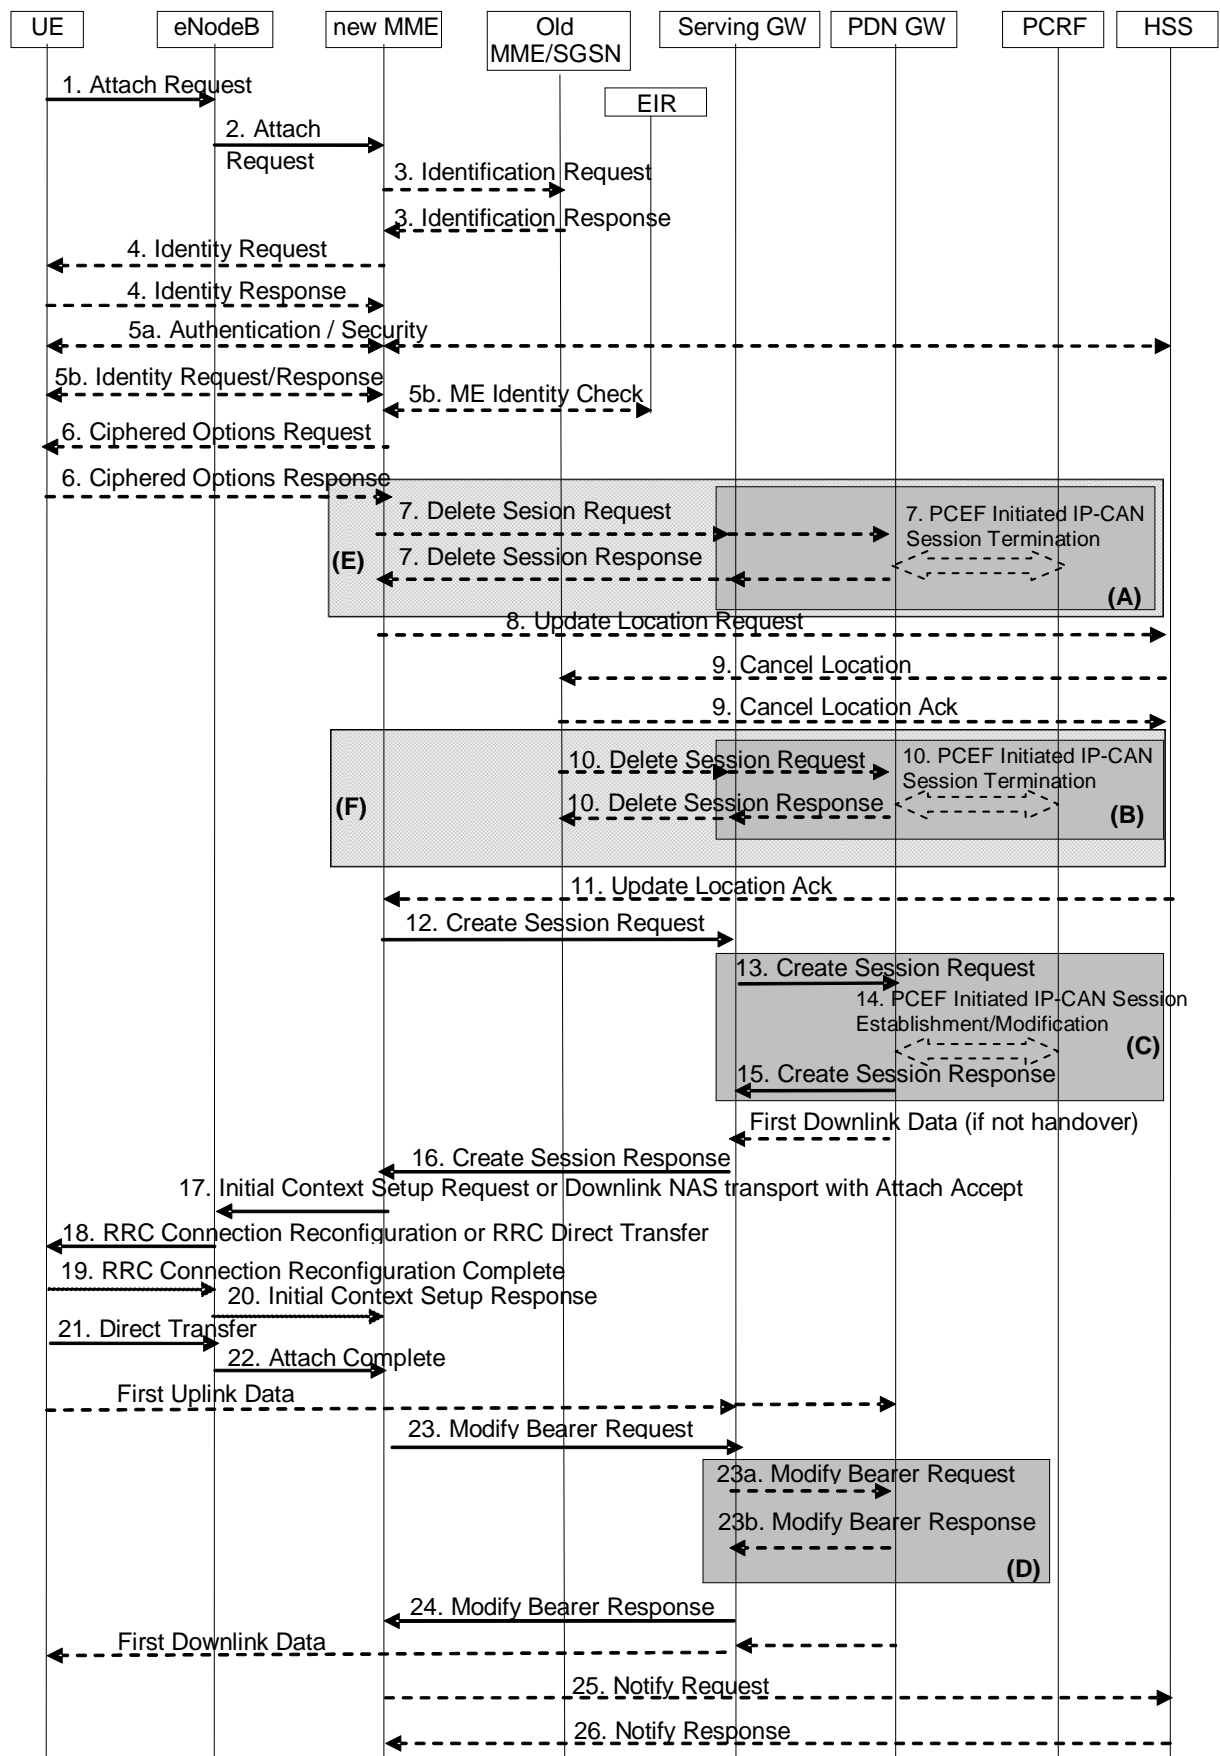 UE
eNodeB
new MME
Old
MME/SGSN
Serving GW
PDN GW
PCRF
HSS
EIR
1. Attach Request
2. Attach
Request
3. Identification Request
3. Identification Response
4. Identity Request
4. Identity Response
5a. Authentication / Security
5b. Identity Request/Response
5b. ME Identity Check
6. Ciphered Options Request
6. Ciphered Options Response
7. Delete Sesion Request
7. PCEF Initiated IP-CAN
Session Termination
(E)
7. Delete Session Response
(A)
8. Update Location Request
9. Cancel Location
9. Cancel Location Ack
10. Delete Session Request
10. PCEF Initiated IP-CAN
Session Termination
(F)
10. Delete Session Response
(B)
11. Update Location Ack
12. Create Session Request
13. Create Session Request
14. PCEF Initiated IP-CAN Session
Establishment/Modification
(C)
15. Create Session Response
First Downlink Data (if not handover)
16. Create Session Response
17. Initial Context Setup Request or Downlink NAS transport with Attach Accept
18. RRC Connection Reconfiguration or RRC Direct Transfer
19. RRC Connection Reconfiguration Complete
20. Initial Context Setup Response
21. Direct Transfer
22. Attach Complete
First Uplink Data
23. Modify Bearer Request
23a. Modify Bearer Request
23b. Modify Bearer Response
(D)
24. Modify Bearer Response
First Downlink Data
25. Notify Request
26. Notify Response